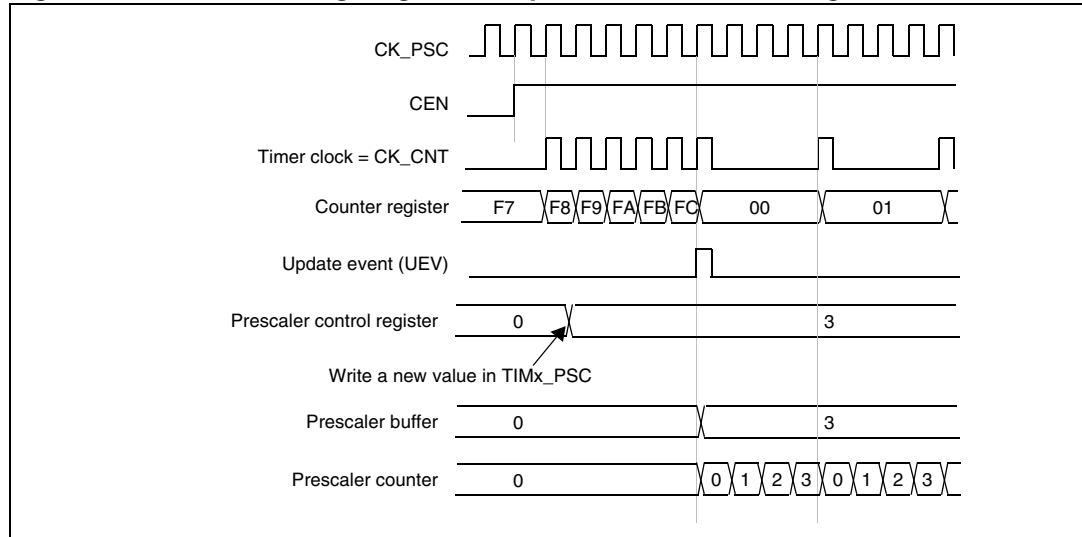 CK_PSC
CEN
Timer clock = CK_CNT
Counter register F7 F8 F9 FA FB FC 00 01
Update event (UEV)
Prescaler control register 0 3
Write a new value in TIMx_PSC
Prescaler buffer 0 3
Prescaler counter 0 0 1 2 3 0 1 2 3